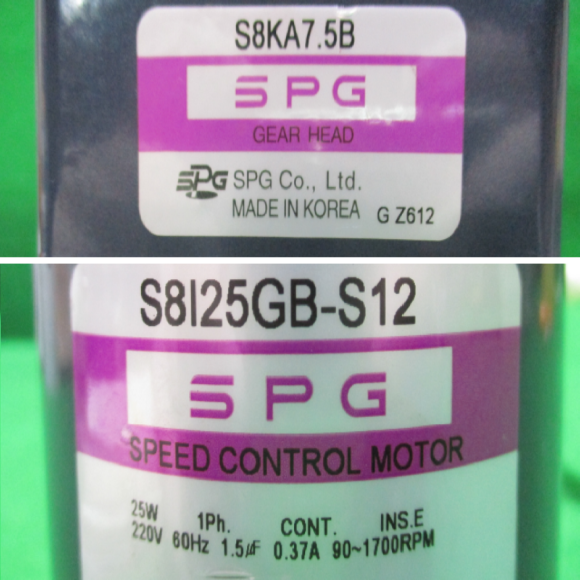 S8KA7.5B
SPG
GEAR HEAD
SPG SPG Co., Ltd.
MADE IN KOREA G Z612
S8I25GB-S12
SPG
SPEED CONTROL MOTOR
25W 1Ph. CONT. INS.E
220V 60Hz 1.5㎌ 0.37A 90~1700RPM